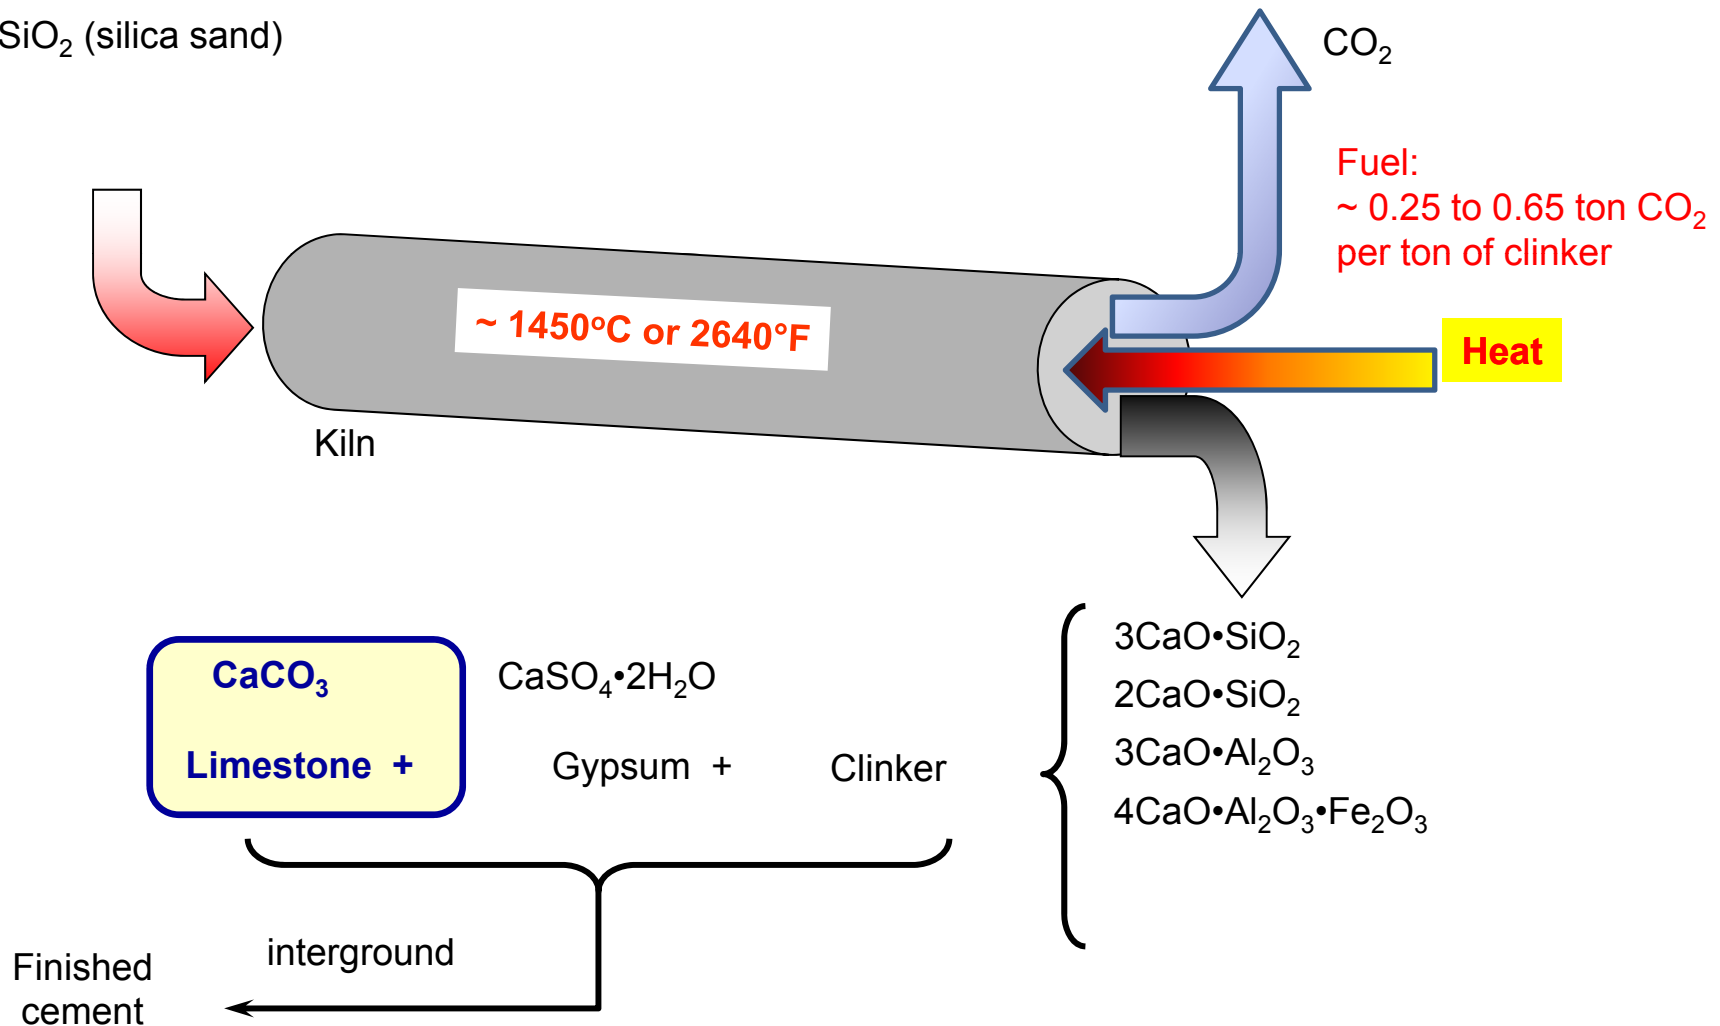 SiO₂ (silica sand)
CO₂
Fuel:
~ 0.25 to 0.65 ton CO₂
per ton of clinker
~ 1450ºC or 2640°F
Heat
Kiln
3CaO•SiO₂
2CaO•SiO₂
3CaO•Al₂O₃
4CaO•Al₂O₃•Fe₂O₃
CaCO₃
CaSO₄•2H₂O
Limestone +
Gypsum +
Clinker
interground
Finished
cement